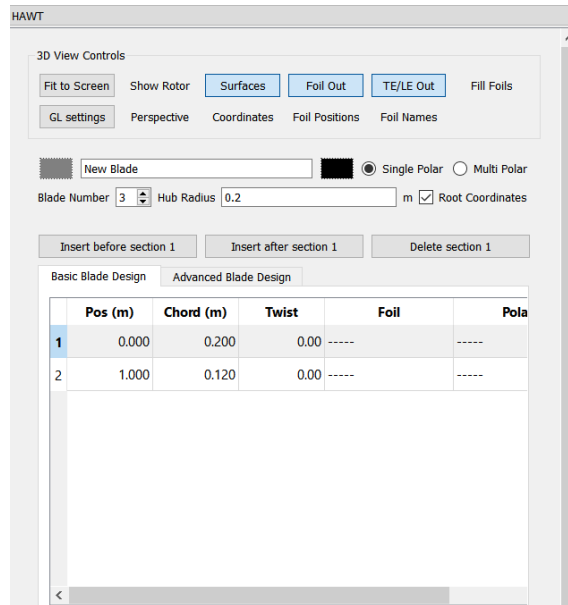 HAWT
3D View Controls
Fit to Screen Show Rotor Surfaces Foil Out TE/LE Out Fill Foils
GL settings Perspective Coordinates Foil Positions Foil Names
New Blade Single Polar Multi Polar
Blade Number 3 Hub Radius 0.2 m Root Coordinates
Insert before section 1 Insert after section 1 Delete section 1
Basic Blade Design Advanced Blade Design
Pos (m) Chord (m) Twist Foil Pola
1 0.000 0.200 0.00 ----- -----
2 1.000 0.120 0.00 ----- -----